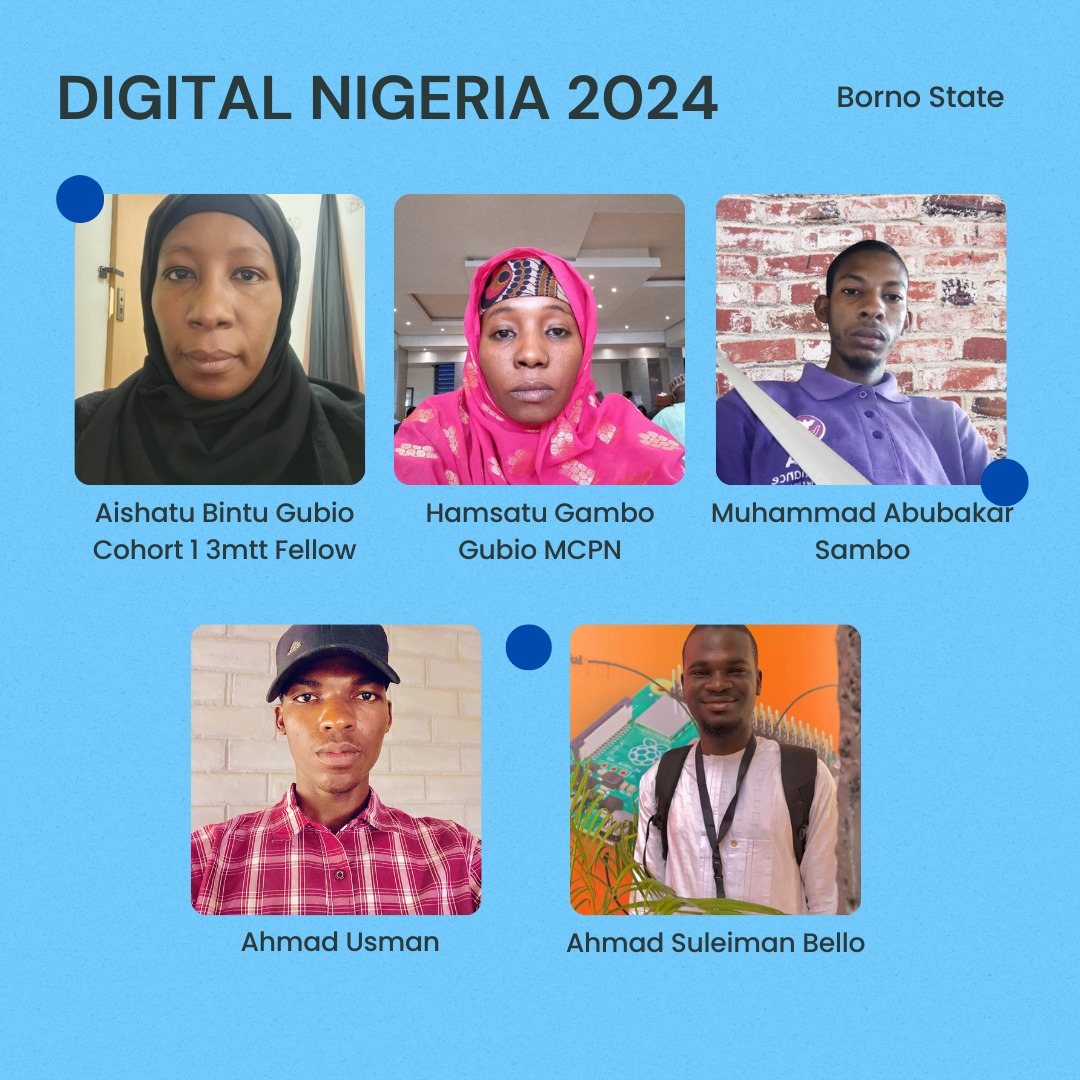 DIGITAL NIGERIA 2024
Borno State
Aishatu Bintu Gubio
Cohort 1 3mtt Fellow
Hamsatu Gambo
Gubio MCPN
Muhammad Abubakar
Sambo
Ahmad Usman
Ahmad Suleiman Bello